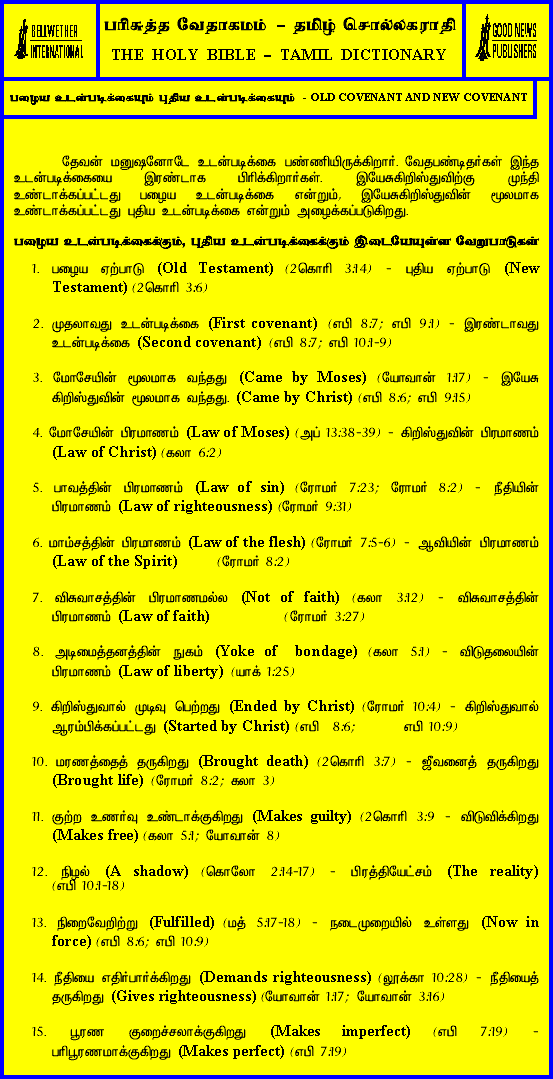 BELLWETHER
INTERNATIONAL
பரிசுத்த வேதாகமம் – தமிழ் சொல்லகராதி
THE HOLY BIBLE – TAMIL DICTIONARY
GOOD NEWS
PUBLISHERS
பழைய உடன்படிக்கையும் புதிய உடன்படிக்கையும் - OLD COVENANT AND NEW COVENANT
தேவன் மனுஷனோடே உடன்படிக்கை பண்ணியிருக்கிறார். வேதபண்டிதர்கள் இந்த
உடன்படிக்கையை இரண்டாக பிரிக்கிறார்கள். இயேசுகிறிஸ்துவிற்கு முந்தி
உண்டாக்கப்பட்டது பழைய உடன்படிக்கை என்றும், இயேசுகிறிஸ்துவின் மூலமாக
உண்டாக்கப்பட்டது புதிய உடன்படிக்கை என்றும் அழைக்கப்படுகிறது.
பழைய உடன்படிக்கைக்கும், புதிய உடன்படிக்கைக்கும் இடையேயுள்ள வேறுபாடுகள்
1. பழைய ஏற்பாடு (Old Testament) (2கொரி 3:14) - புதிய ஏற்பாடு (New
Testament) (2கொரி 3:6)
2. முதலாவது உடன்படிக்கை (First covenant) (எபி 8:7; எபி 9:1) - இரண்டாவது
உடன்படிக்கை (Second covenant) (எபி 8:7; எபி 10:1-9)
3. மோசேயின் மூலமாக வந்தது (Came by Moses) (யோவான் 1:17) - இயேசு
கிறிஸ்துவின் மூலமாக வந்தது. (Came by Christ) (எபி 8:6; எபி 9:15)
4. மோசேயின் பிரமாணம் (Law of Moses) (அப் 13:38-39) - கிறிஸ்துவின் பிரமாணம்
(Law of Christ) (கலா 6:2)
5. பாவத்தின் பிரமாணம் (Law of sin) (ரோமர் 7:23; ரோமர் 8:2) - நீதியின்
பிரமாணம் (Law of righteousness) (ரோமர் 9:31)
6. மாம்சத்தின் பிரமாணம் (Law of the flesh) (ரோமர் 7:5-6) - ஆவியின் பிரமாணம்
(Law of the Spirit) (ரோமர் 8:2)
7. விசுவாசத்தின் பிரமாணமல்ல (Not of faith) (கலா 3:12) - விசுவாசத்தின்
பிரமாணம் (Law of faith) (ரோமர் 3:27)
8. அடிமைத்தனத்தின் நுகம் (Yoke of bondage) (கலா 5:1) - விடுதலையின்
பிரமாணம் (Law of liberty) (யாக் 1:25)
9. கிறிஸ்துவால் முடிவு பெற்றது (Ended by Christ) (ரோமர் 10:4) - கிறிஸ்துவால்
ஆரம்பிக்கப்பட்டது (Started by Christ) (எபி 8:6; எபி 10:9)
10. மரணத்தைத் தருகிறது (Brought death) (2கொரி 3:7) - ஜீவனைத் தருகிறது
(Brought life) (ரோமர் 8:2; கலா 3)
11. குற்ற உணர்வு உண்டாக்குகிறது (Makes guilty) (2கொரி 3:9 - விடுவிக்கிறது
(Makes free) (கலா 5:1; யோவான் 8)
12. நிழல் (A shadow) (கொலோ 2:14-17) - பிரத்தியேட்சம் (The reality)
(எபி 10:1-18)
13. நிறைவேறிற்று (Fulfilled) (மத் 5:17-18) - நடைமுறையில் உள்ளது (Now in
force) (எபி 8:6; எபி 10:9)
14. நீதியை எதிர்பார்க்கிறது (Demands righteousness) (லூக்கா 10:28) - நீதியைத்
தருகிறது (Gives righteousness) (யோவான் 1:17; யோவான் 3:16)
15. பூரண குறைச்சலாக்குகிறது (Makes imperfect) (எபி 7:19) -
பரிபூரணமாக்குகிறது (Makes perfect) (எபி 7:19)